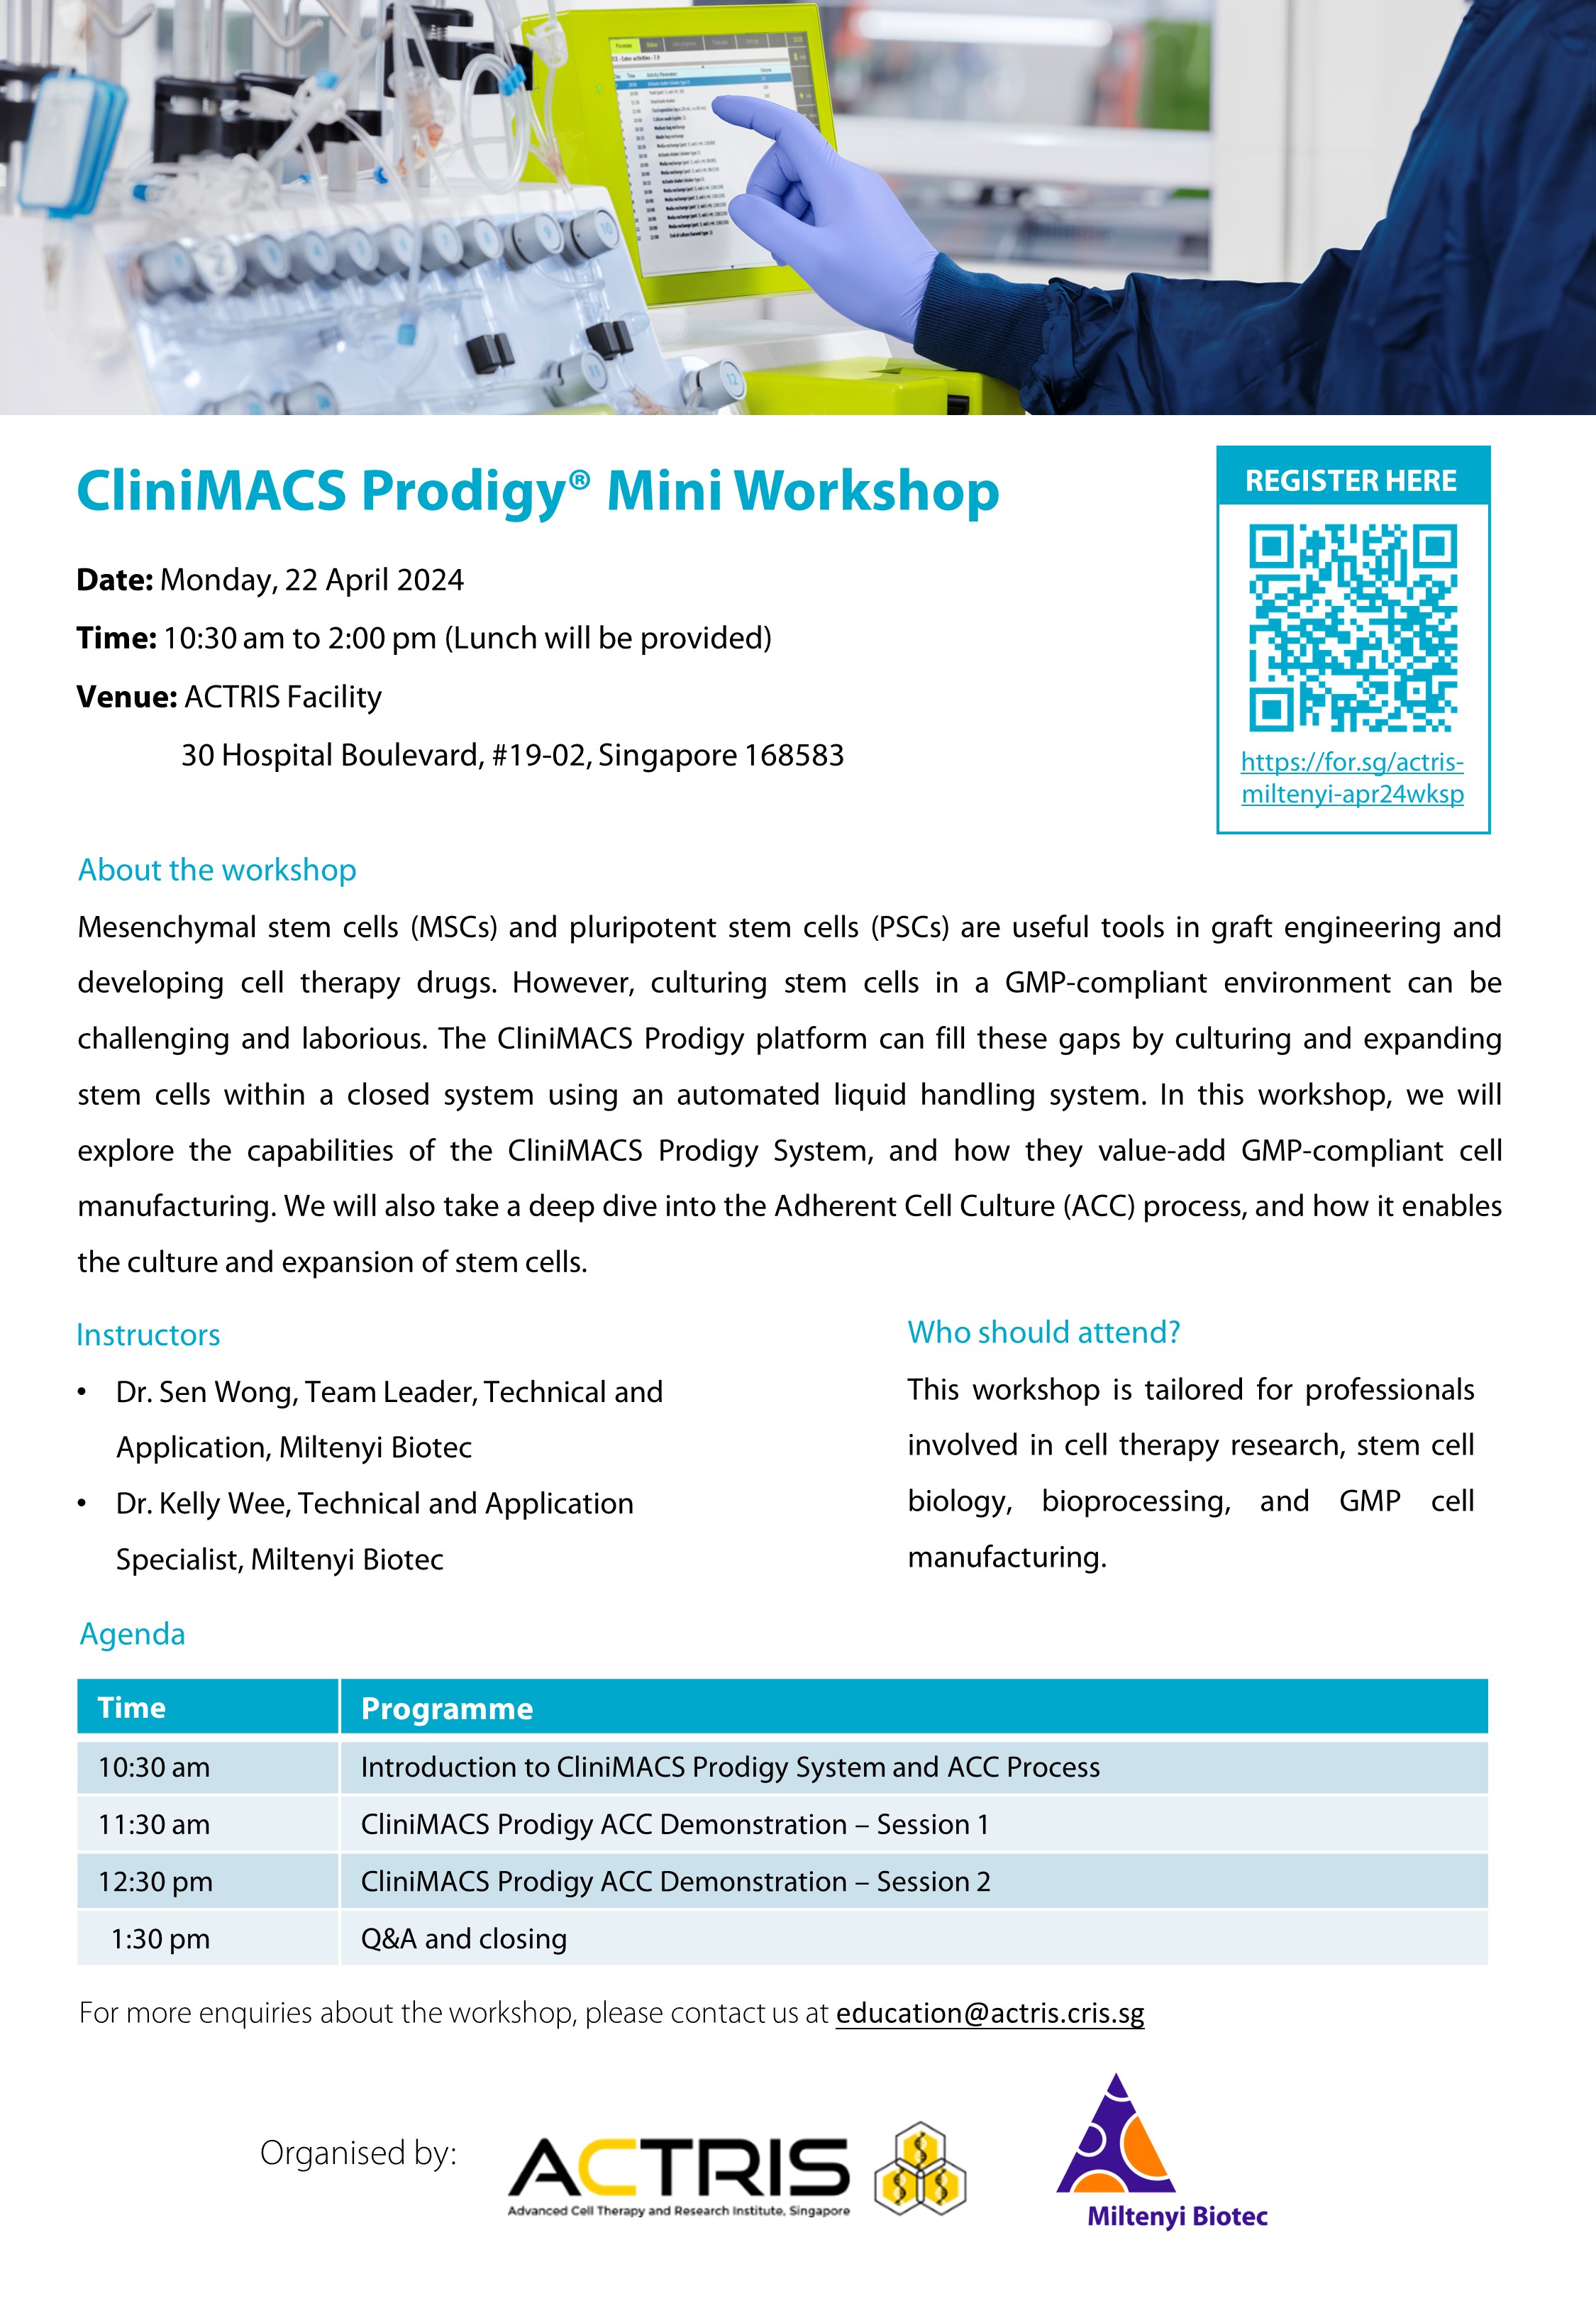 CliniMACS Prodigy® Mini Workshop
Date: Monday, 22 April 2024
Time: 10:30 am to 2:00 pm (Lunch will be provided)
Venue: ACTRIS Facility
30 Hospital Boulevard, #19-02, Singapore 168583
REGISTER HERE
https://for.sg/actris-
miltenyi-apr24wksp
About the workshop
Mesenchymal stem cells (MSCs) and pluripotent stem cells (PSCs) are useful tools in graft engineering and
developing cell therapy drugs. However, culturing stem cells in a GMP-compliant environment can be
challenging and laborious. The CliniMACS Prodigy platform can fill these gaps by culturing and expanding
stem cells within a closed system using an automated liquid handling system. In this workshop, we will
explore the capabilities of the CliniMACS Prodigy System, and how they value-add GMP-compliant cell
manufacturing. We will also take a deep dive into the Adherent Cell Culture (ACC) process, and how it enables
the culture and expansion of stem cells.
Instructors
• Dr. Sen Wong, Team Leader, Technical and
Application, Miltenyi Biotec
• Dr. Kelly Wee, Technical and Application
Specialist, Miltenyi Biotec
Who should attend?
This workshop is tailored for professionals
involved in cell therapy research, stem cell
biology, bioprocessing, and GMP cell
manufacturing.
Agenda
Time Programme
10:30 am Introduction to CliniMACS Prodigy System and ACC Process
11:30 am CliniMACS Prodigy ACC Demonstration – Session 1
12:30 pm CliniMACS Prodigy ACC Demonstration – Session 2
1:30 pm Q&A and closing
For more enquiries about the workshop, please contact us at education@actris.cris.sg
Organised by:
ACTRIS
Advanced Cell Therapy and Research Institute, Singapore
Miltenyi Biotec